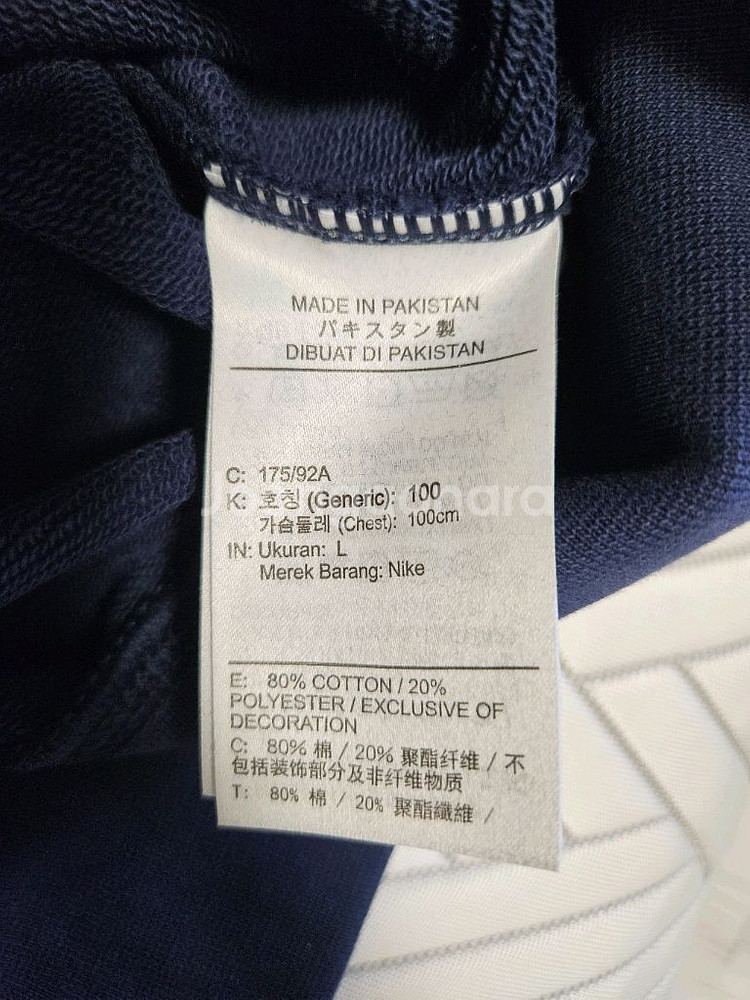 MADE IN PAKISTAN
パキスタン製
DIBUAT DI PAKISTAN
C: 175/92A
K: 호칭 (Generic): 100
가슴둘레 (Chest): 100cm
IN: Ukuran: L
Merek Barang: Nike
E: 80% COTTON / 20%
POLYESTER / EXCLUSIVE OF
DECORATION
C: 80% 棉 / 20% 聚酯纤维 / 不
包括装饰部分及非纤维物质
T: 80% 棉 / 20% 聚酯纖維 /